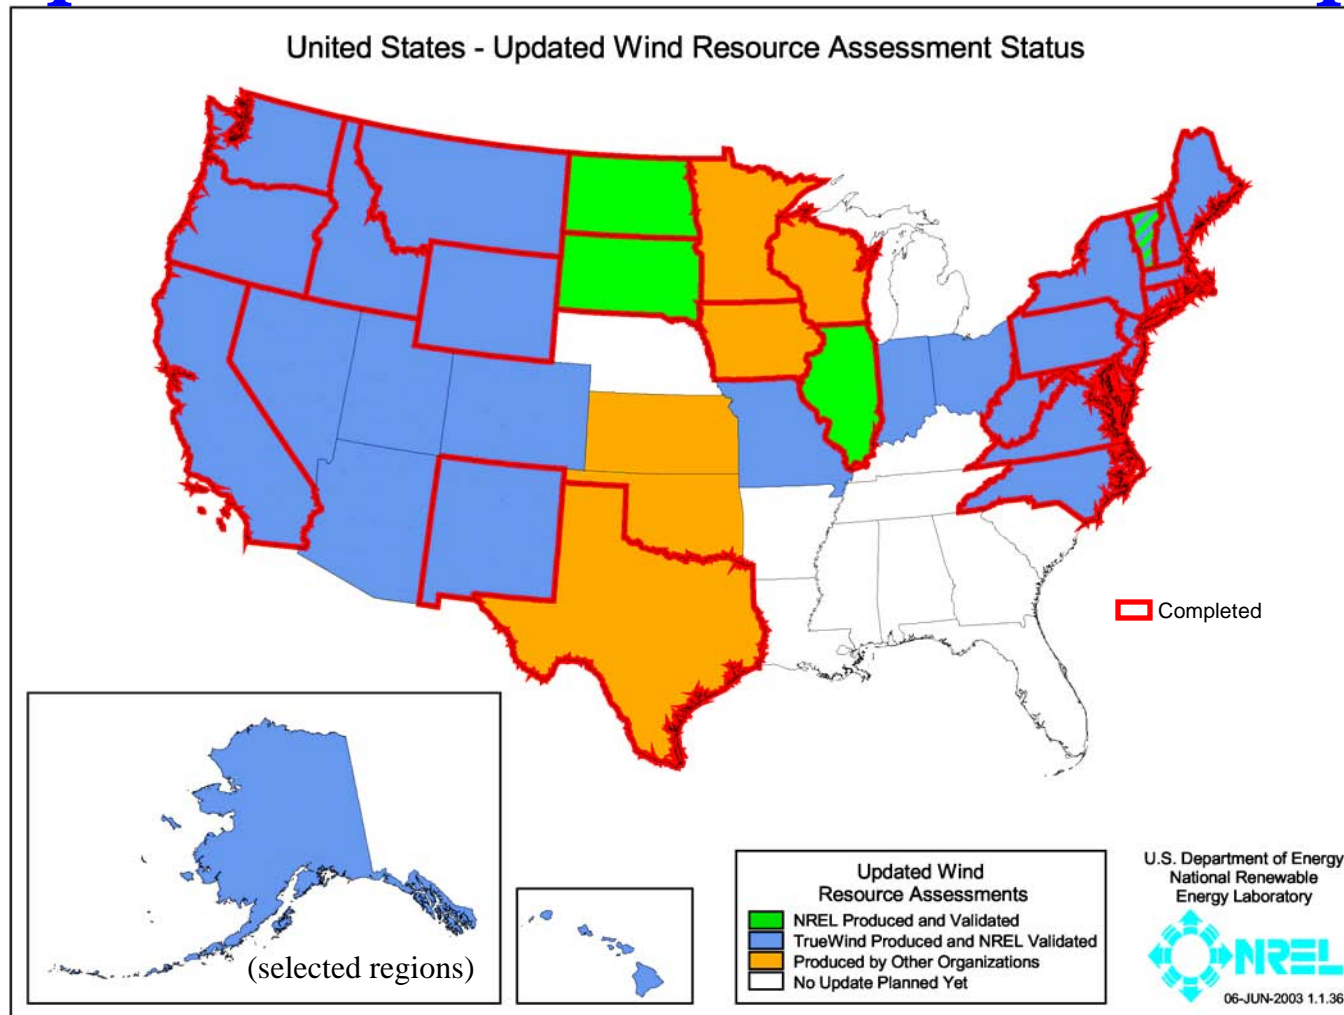 United States - Updated Wind Resource Assessment Status
Completed
(selected regions)
Updated Wind
Resource Assessments
NREL Produced and Validated
TrueWind Produced and NREL Validated
Produced by Other Organizations
No Update Planned Yet
U.S. Department of Energy
National Renewable
Energy Laboratory
NREL
06-JUN-2003 1.1.36